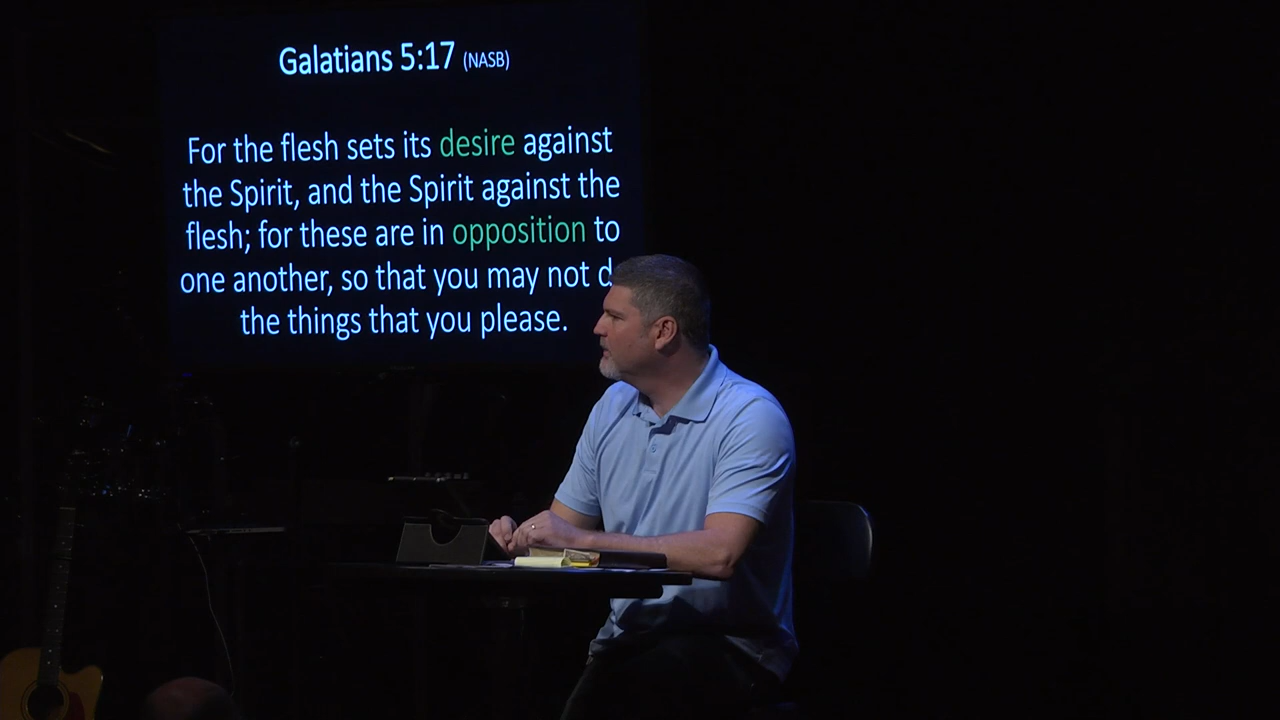 Galatians 5:17 (NASB)
For the flesh sets its desire against
the Spirit, and the Spirit against the
flesh; for these are in opposition to
one another, so that you may not
the things that you please.